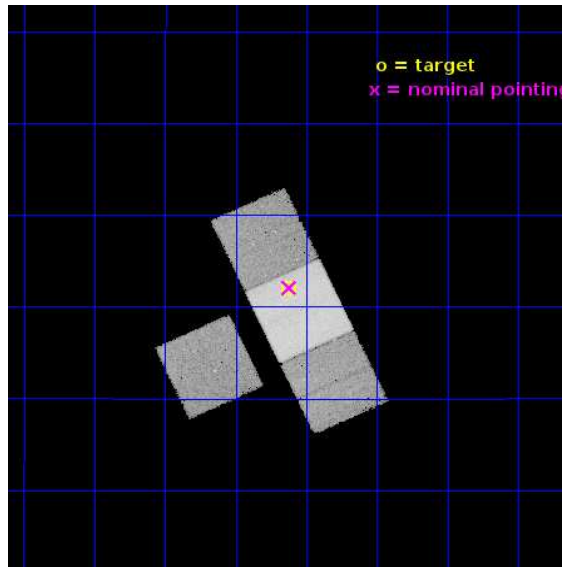 o = target
x = nominal pointing